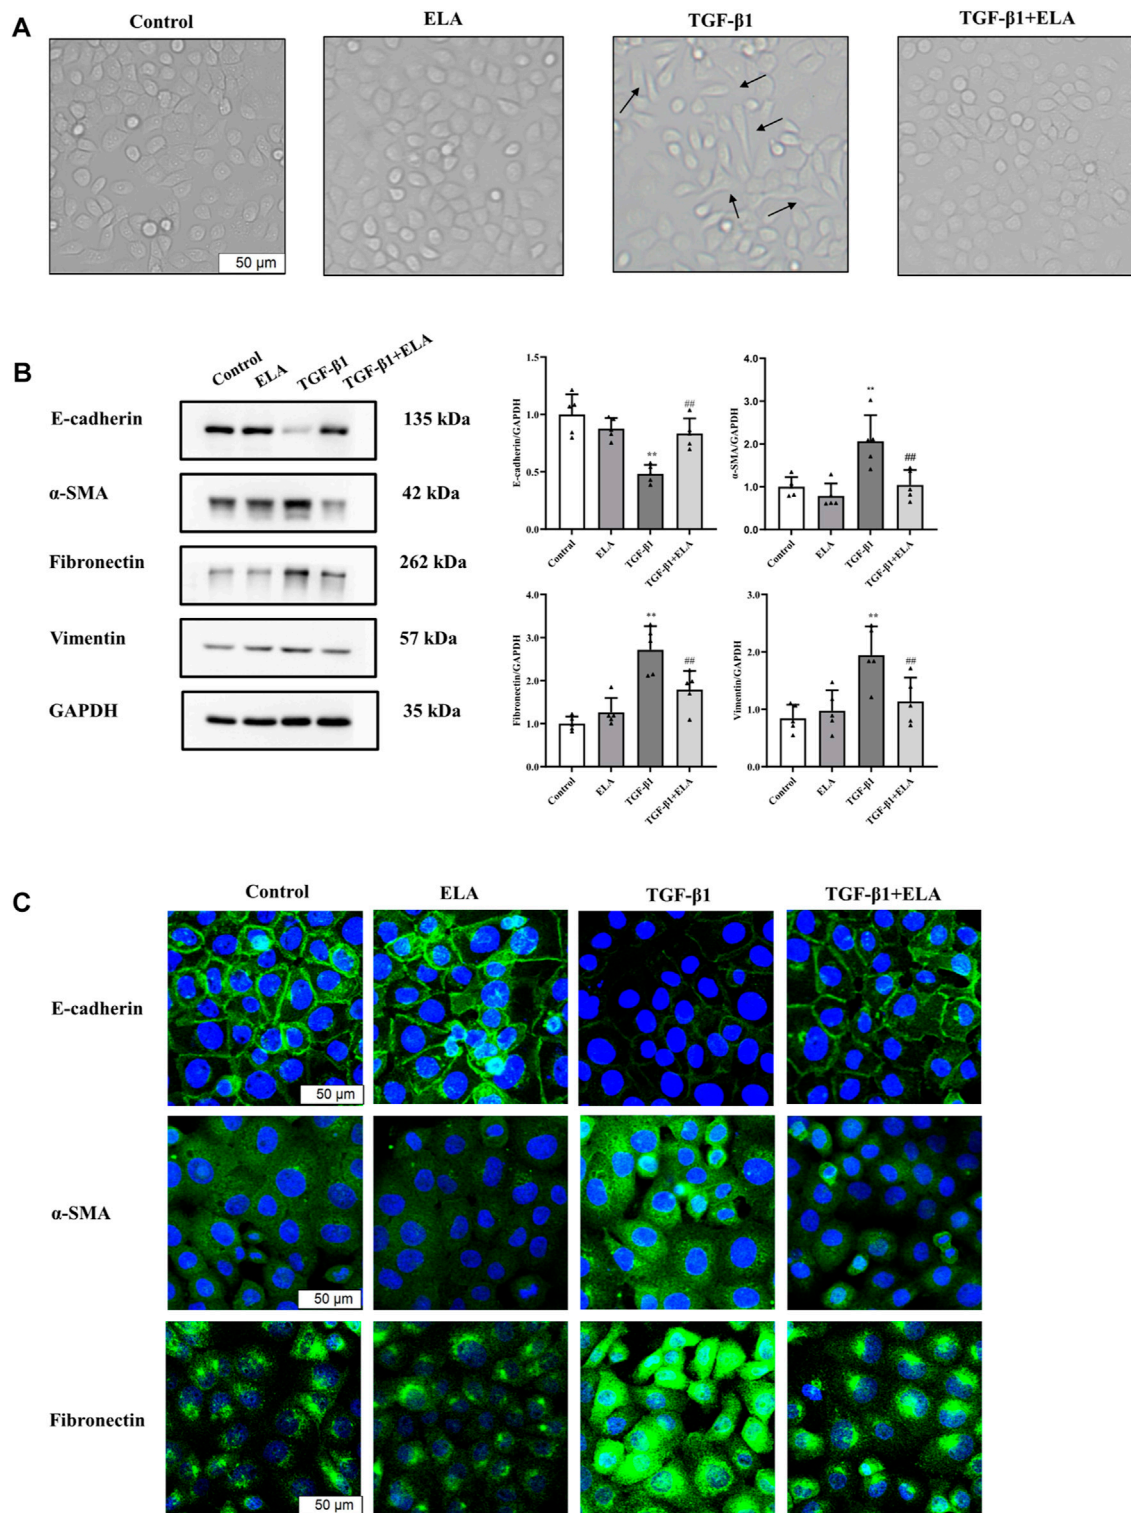 A
Control
ELA
TGF-β1
TGF-β1+ELA
50 µm
B
Control
ELA
TGF-β1
TGF-β1+ELA
E-cadherin
135 kDa
α-SMA
42 kDa
Fibronectin
262 kDa
Vimentin
57 kDa
GAPDH
35 kDa
E-cadherin/GAPDH
1.5
1.0
0.5
0.0
**
##
Control
ELA
TGF-β1
TGF-β1+ELA
α-SMA/GAPDH
4.0
3.0
2.0
1.0
0.0
**
##
Control
ELA
TGF-β1
TGF-β1+ELA
Fibronectin/GAPDH
4.0
3.0
2.0
1.0
0.0
**
##
Control
ELA
TGF-β1
TGF-β1+ELA
Vimentin/GAPDH
3.0
2.0
1.0
0.0
**
##
Control
ELA
TGF-β1
TGF-β1+ELA
C
Control
ELA
TGF-β1
TGF-β1+ELA
E-cadherin
50 µm
α-SMA
50 µm
Fibronectin
50 µm